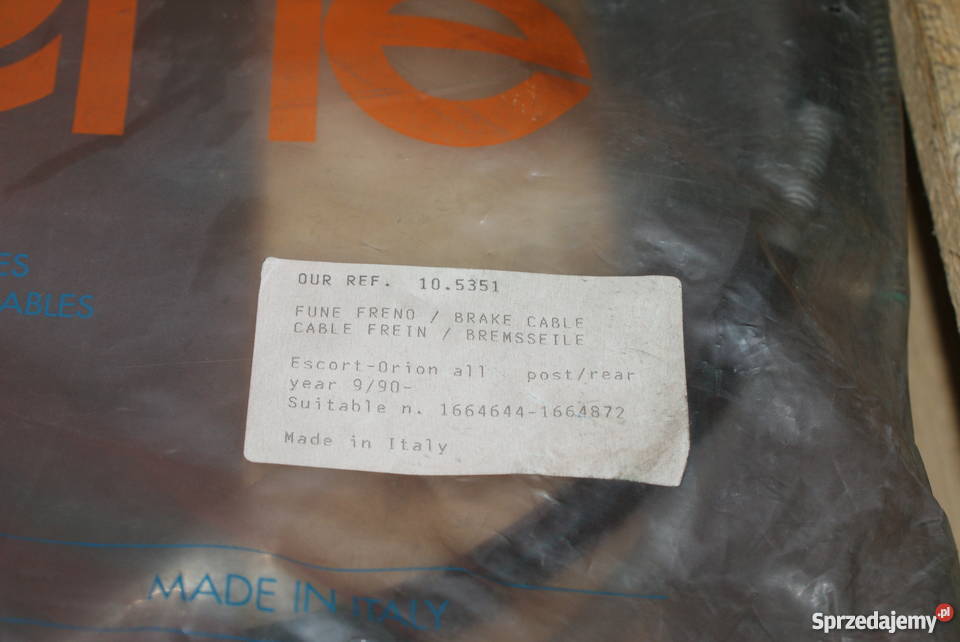 OUR REF. 10.5351
FUNE FRENO / BRAKE CABLE
CABLE FREIN / BREMSSEILE
Escort-Orion all post/rear
year 9/90-
Suitable n. 1664644-1664872
Made in Italy
ES
ABLES
MADE IN ITALY
Sprzedajemy.pl